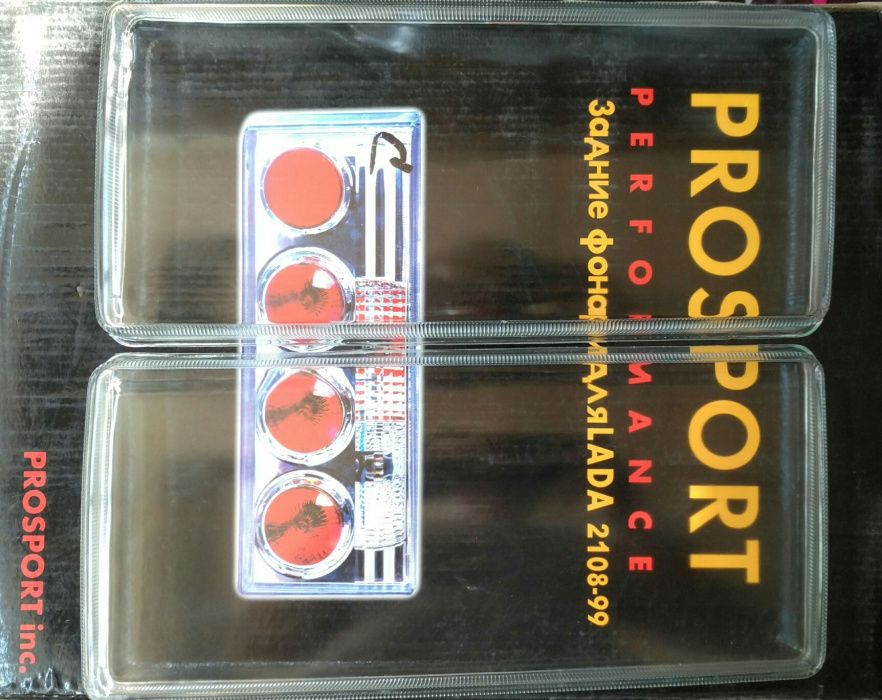 PROSPORT
PERFORMANCE
Задние фонари для LADA 2108-99
PROSPORT inc.